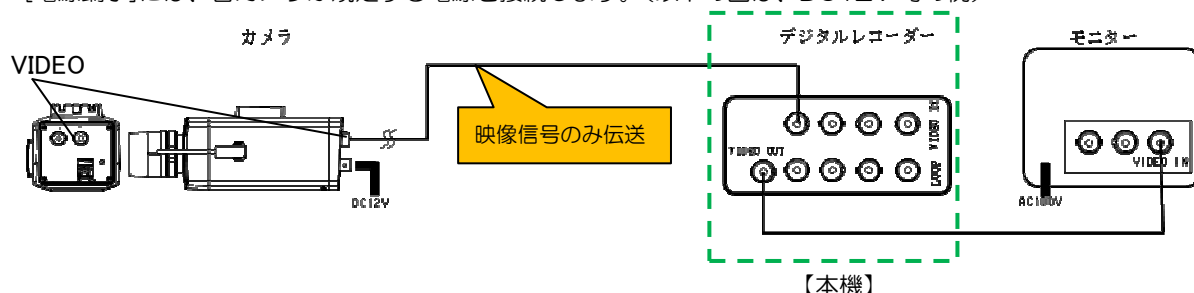 カメラ
デジタルレコーダー
モニター
VIDEO
映像信号のみ伝送
VIDEO IN
VIDEO OUT
LOOP
VIDEO IN
DC12V
AC100V
【本機】